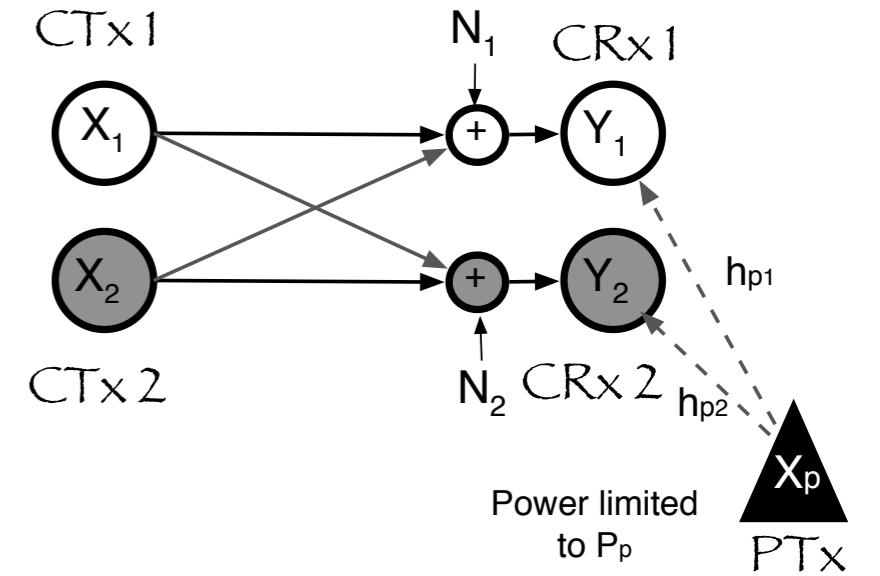 CTx 1
N1
CRx 1
X1
+
Y1
X2
+
Y2
hp1
CTx 2
N2
CRx 2
hp2
Xp
Power limited
to Pp
PTx